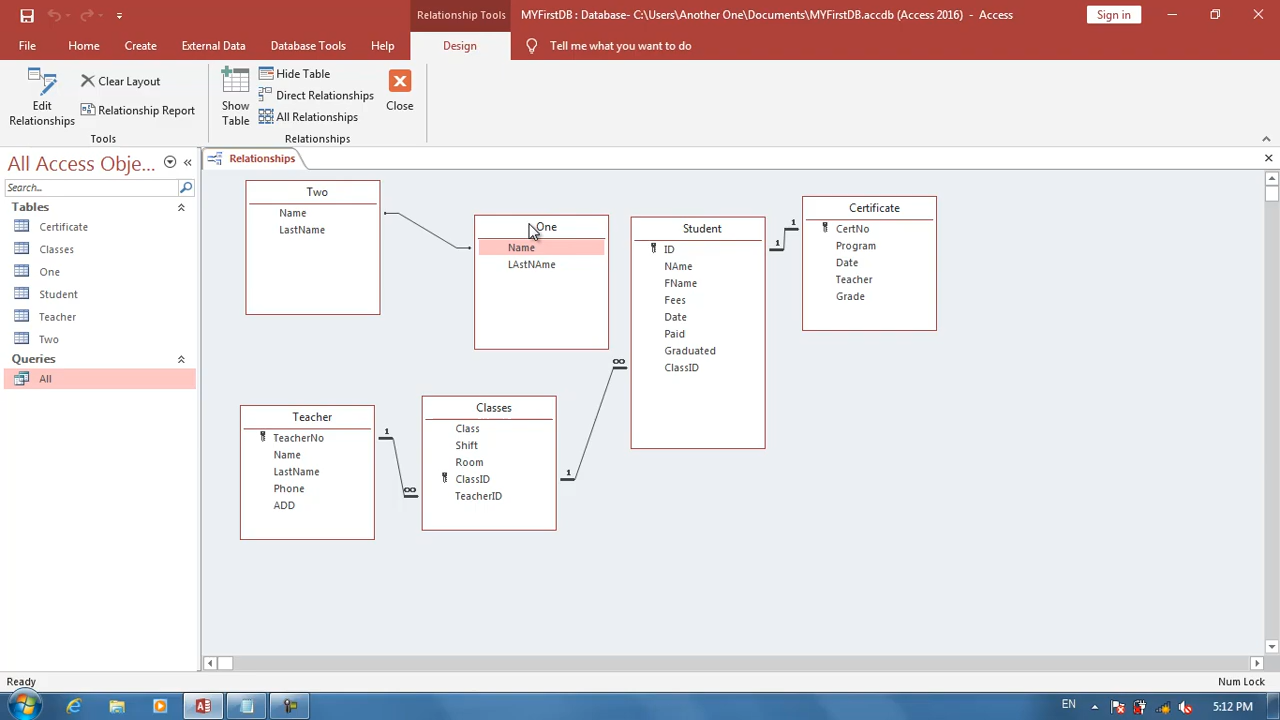 Relationship Tools
MYFirstDB : Database- C:\Users\Another One\Documents\MYFirstDB.accdb (Access 2016) - Access
Sign in
File Home Create External Data Database Tools Help Design Tell me what you want to do
Edit Relationships
Clear Layout
Relationship Report
Tools
Show Table
Hide Table
Direct Relationships
All Relationships
Relationships
Close
All Access Obje...
Search...
Tables
Certificate
Classes
One
Student
Teacher
Two
Queries
All
Relationships
Two
Name
LastName
One
Name
LAstNAme
Student
ID
NAme
FName
Fees
Date
Paid
Graduated
ClassID
Certificate
CertNo
Program
Date
Teacher
Grade
Teacher
TeacherNo
Name
LastName
Phone
ADD
Classes
Class
Shift
Room
ClassID
TeacherID
1
∞
1
∞
1
1
Ready
Num Lock
EN
5:12 PM